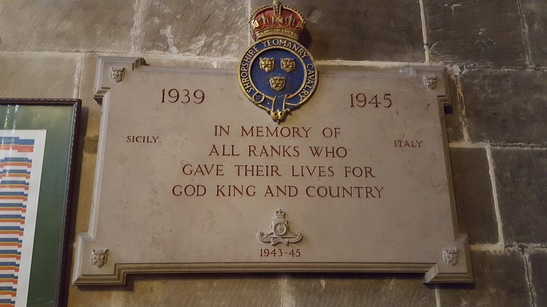 SHROPSHIRE YEOMANRY CAVALRY
1939
1945
IN MEMORY OF
SICILY.
ALL RANKS WHO
ITALY
GAVE THEIR LIVES FOR
GOD KING AND COUNTRY
1943-45